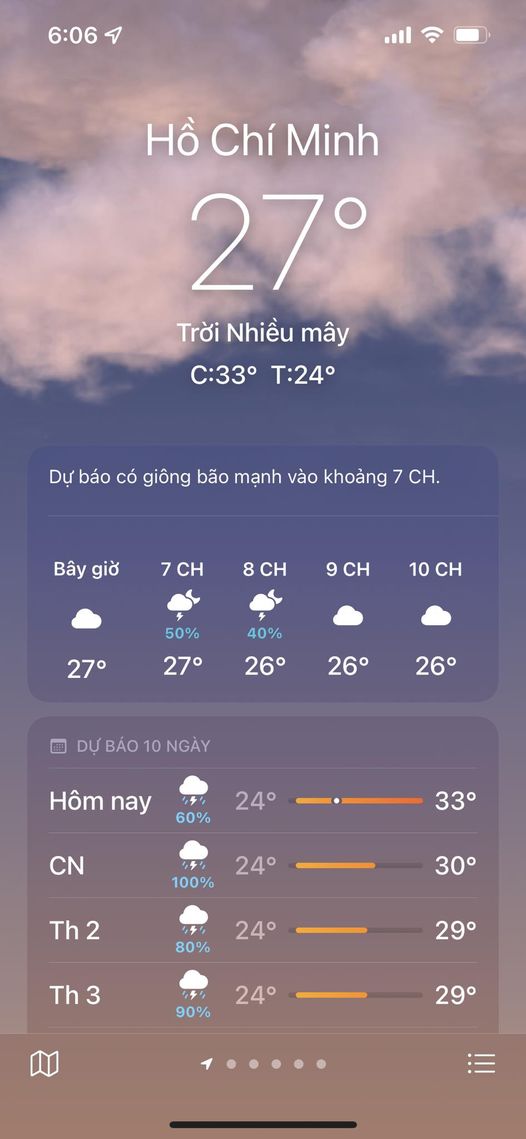 6:06
Hồ Chí Minh
27°
Trời Nhiều mây
C:33° T:24°
Dự báo có giông bão mạnh vào khoảng 7 CH.
Bây giờ 7 CH 8 CH 9 CH 10 CH
50% 40%
27° 27° 26° 26° 26°
DỰ BÁO 10 NGÀY
Hôm nay 60% 24° 33°
CN 100% 24° 30°
Th 2 80% 24° 29°
Th 3 90% 24° 29°